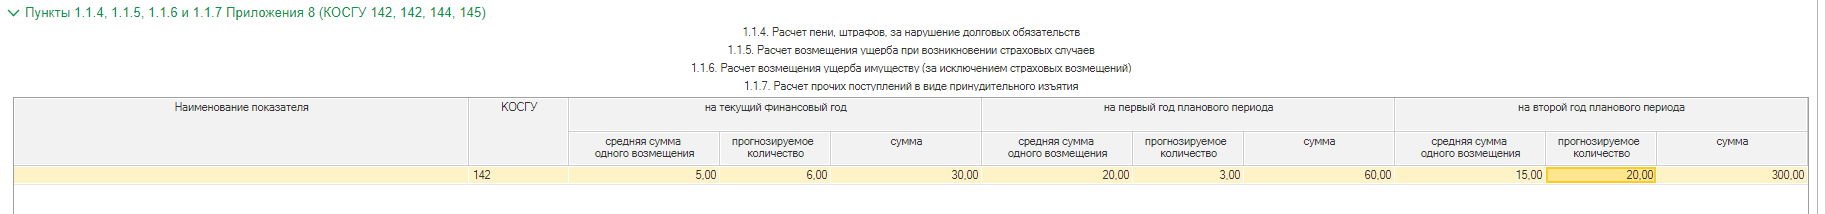 Пункты 1.1.4, 1.1.5, 1.1.6 и 1.1.7 Приложения 8 (КОСГУ 142, 142, 144, 145)
1.1.4. Расчет пени, штрафов, за нарушение долговых обязательств
1.1.5. Расчет возмещения ущерба при возникновении страховых случаев
1.1.6. Расчет возмещения ущерба имуществу (за исключением страховых возмещений)
1.1.7. Расчет прочих поступлений в виде принудительного изъятия
Наименование показателя КОСГУ на текущий финансовый год на первый год планового периода на второй год планового периода
средняя сумма прогнозируемое сумма средняя сумма прогнозируемое сумма средняя сумма прогнозируемое сумма
одного возмещения количество одного возмещения количество одного возмещения количество
142 5,00 6,00 30,00 20,00 3,00 60,00 15,00 20,00 300,00